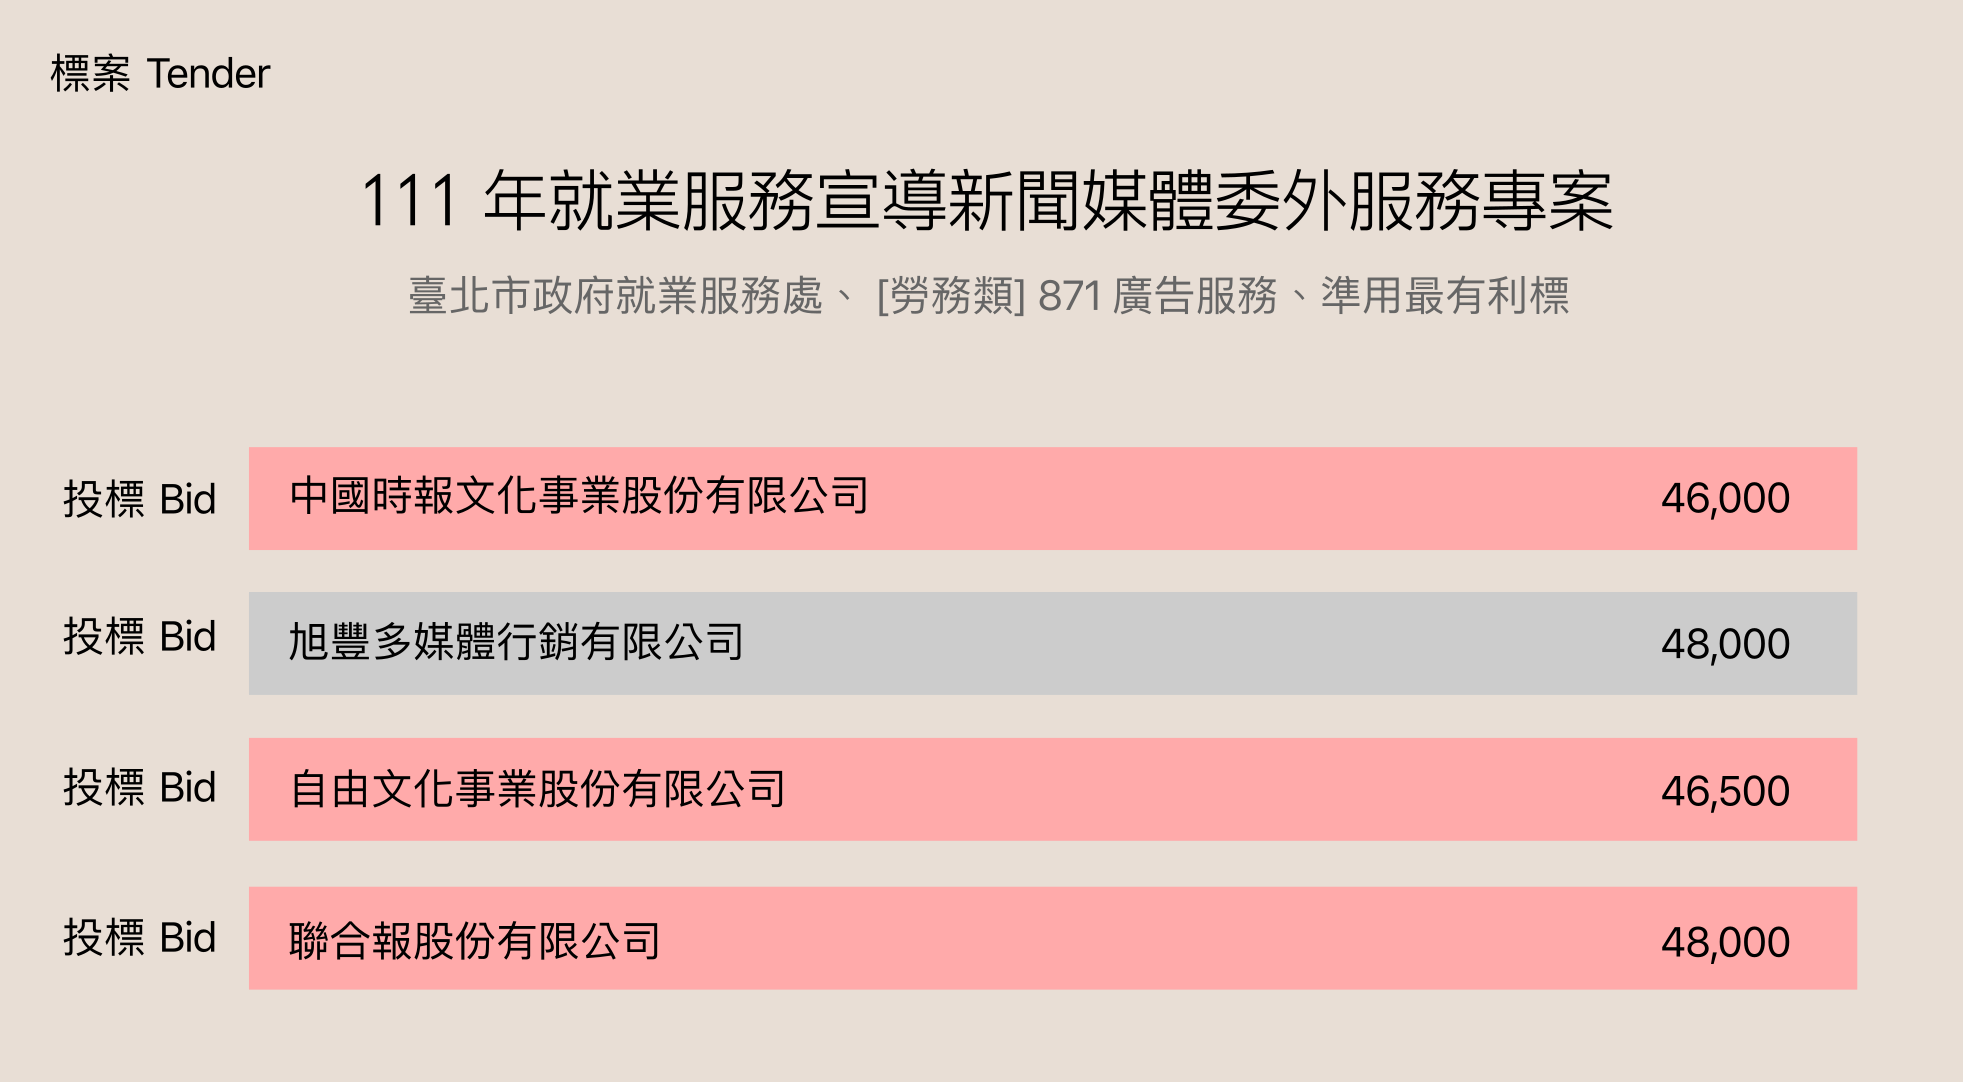 標案 Tender
111 年就業服務宣導新聞媒體委外服務專案
臺北市政府就業服務處、 [勞務類] 871 廣告服務、準用最有利標
投標 Bid 中國時報文化事業股份有限公司 46,000
投標 Bid 旭豐多媒體行銷有限公司 48,000
投標 Bid 自由文化事業股份有限公司 46,500
投標 Bid 聯合報股份有限公司 48,000